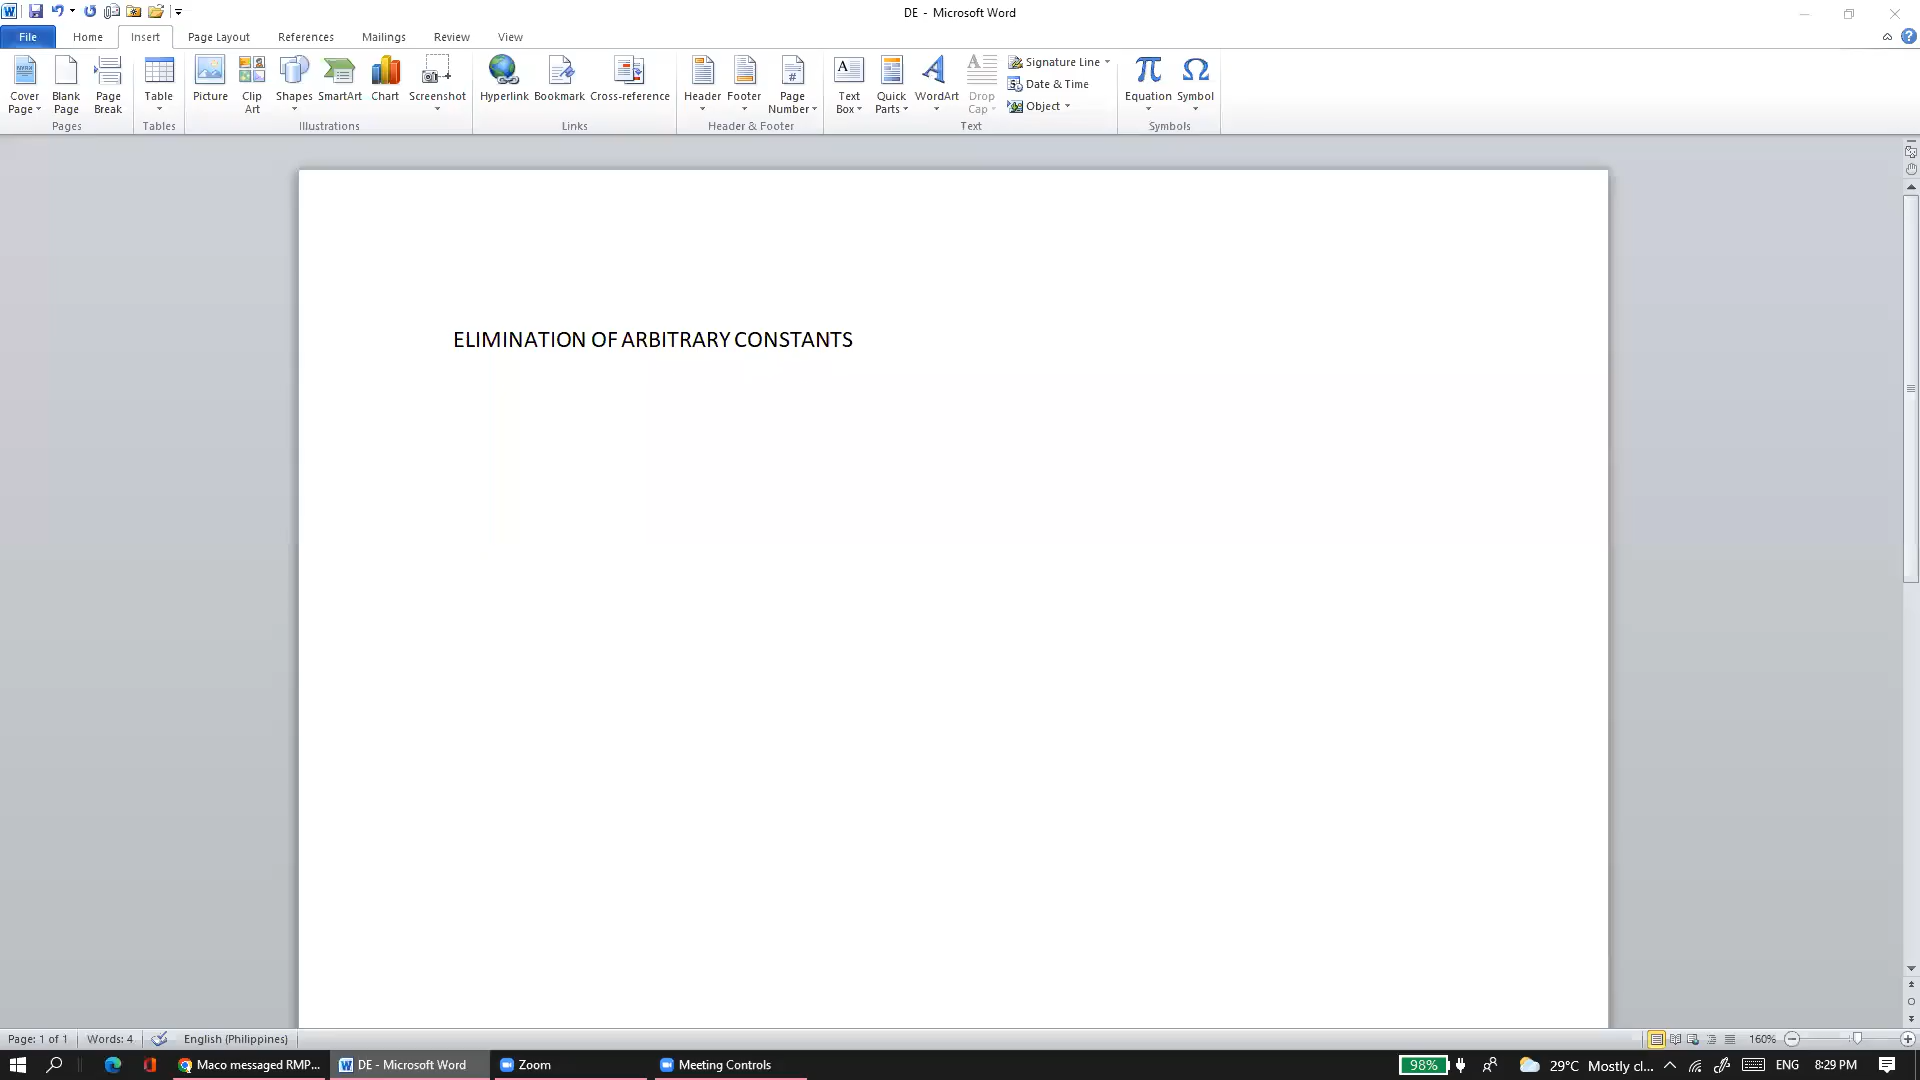 DE - Microsoft Word
File Home Insert Page Layout References Mailings Review View
Cover Page
Blank Page
Page Break
Table
Picture
Clip Art
Shapes
SmartArt
Chart
Screenshot
Hyperlink
Bookmark
Cross-reference
Header
Footer
Page Number
Text Box
Quick Parts
WordArt
Drop Cap
Signature Line
Date & Time
Object
Equation
Symbol
Pages Tables Illustrations Links Header & Footer Text Symbols
ELIMINATION OF ARBITRARY CONSTANTS
Page: 1 of 1 Words: 4 English (Philippines) 160%
Maco messaged RMP... DE - Microsoft Word Zoom Meeting Controls 98% 29°C Mostly cl... ENG 8:29 PM